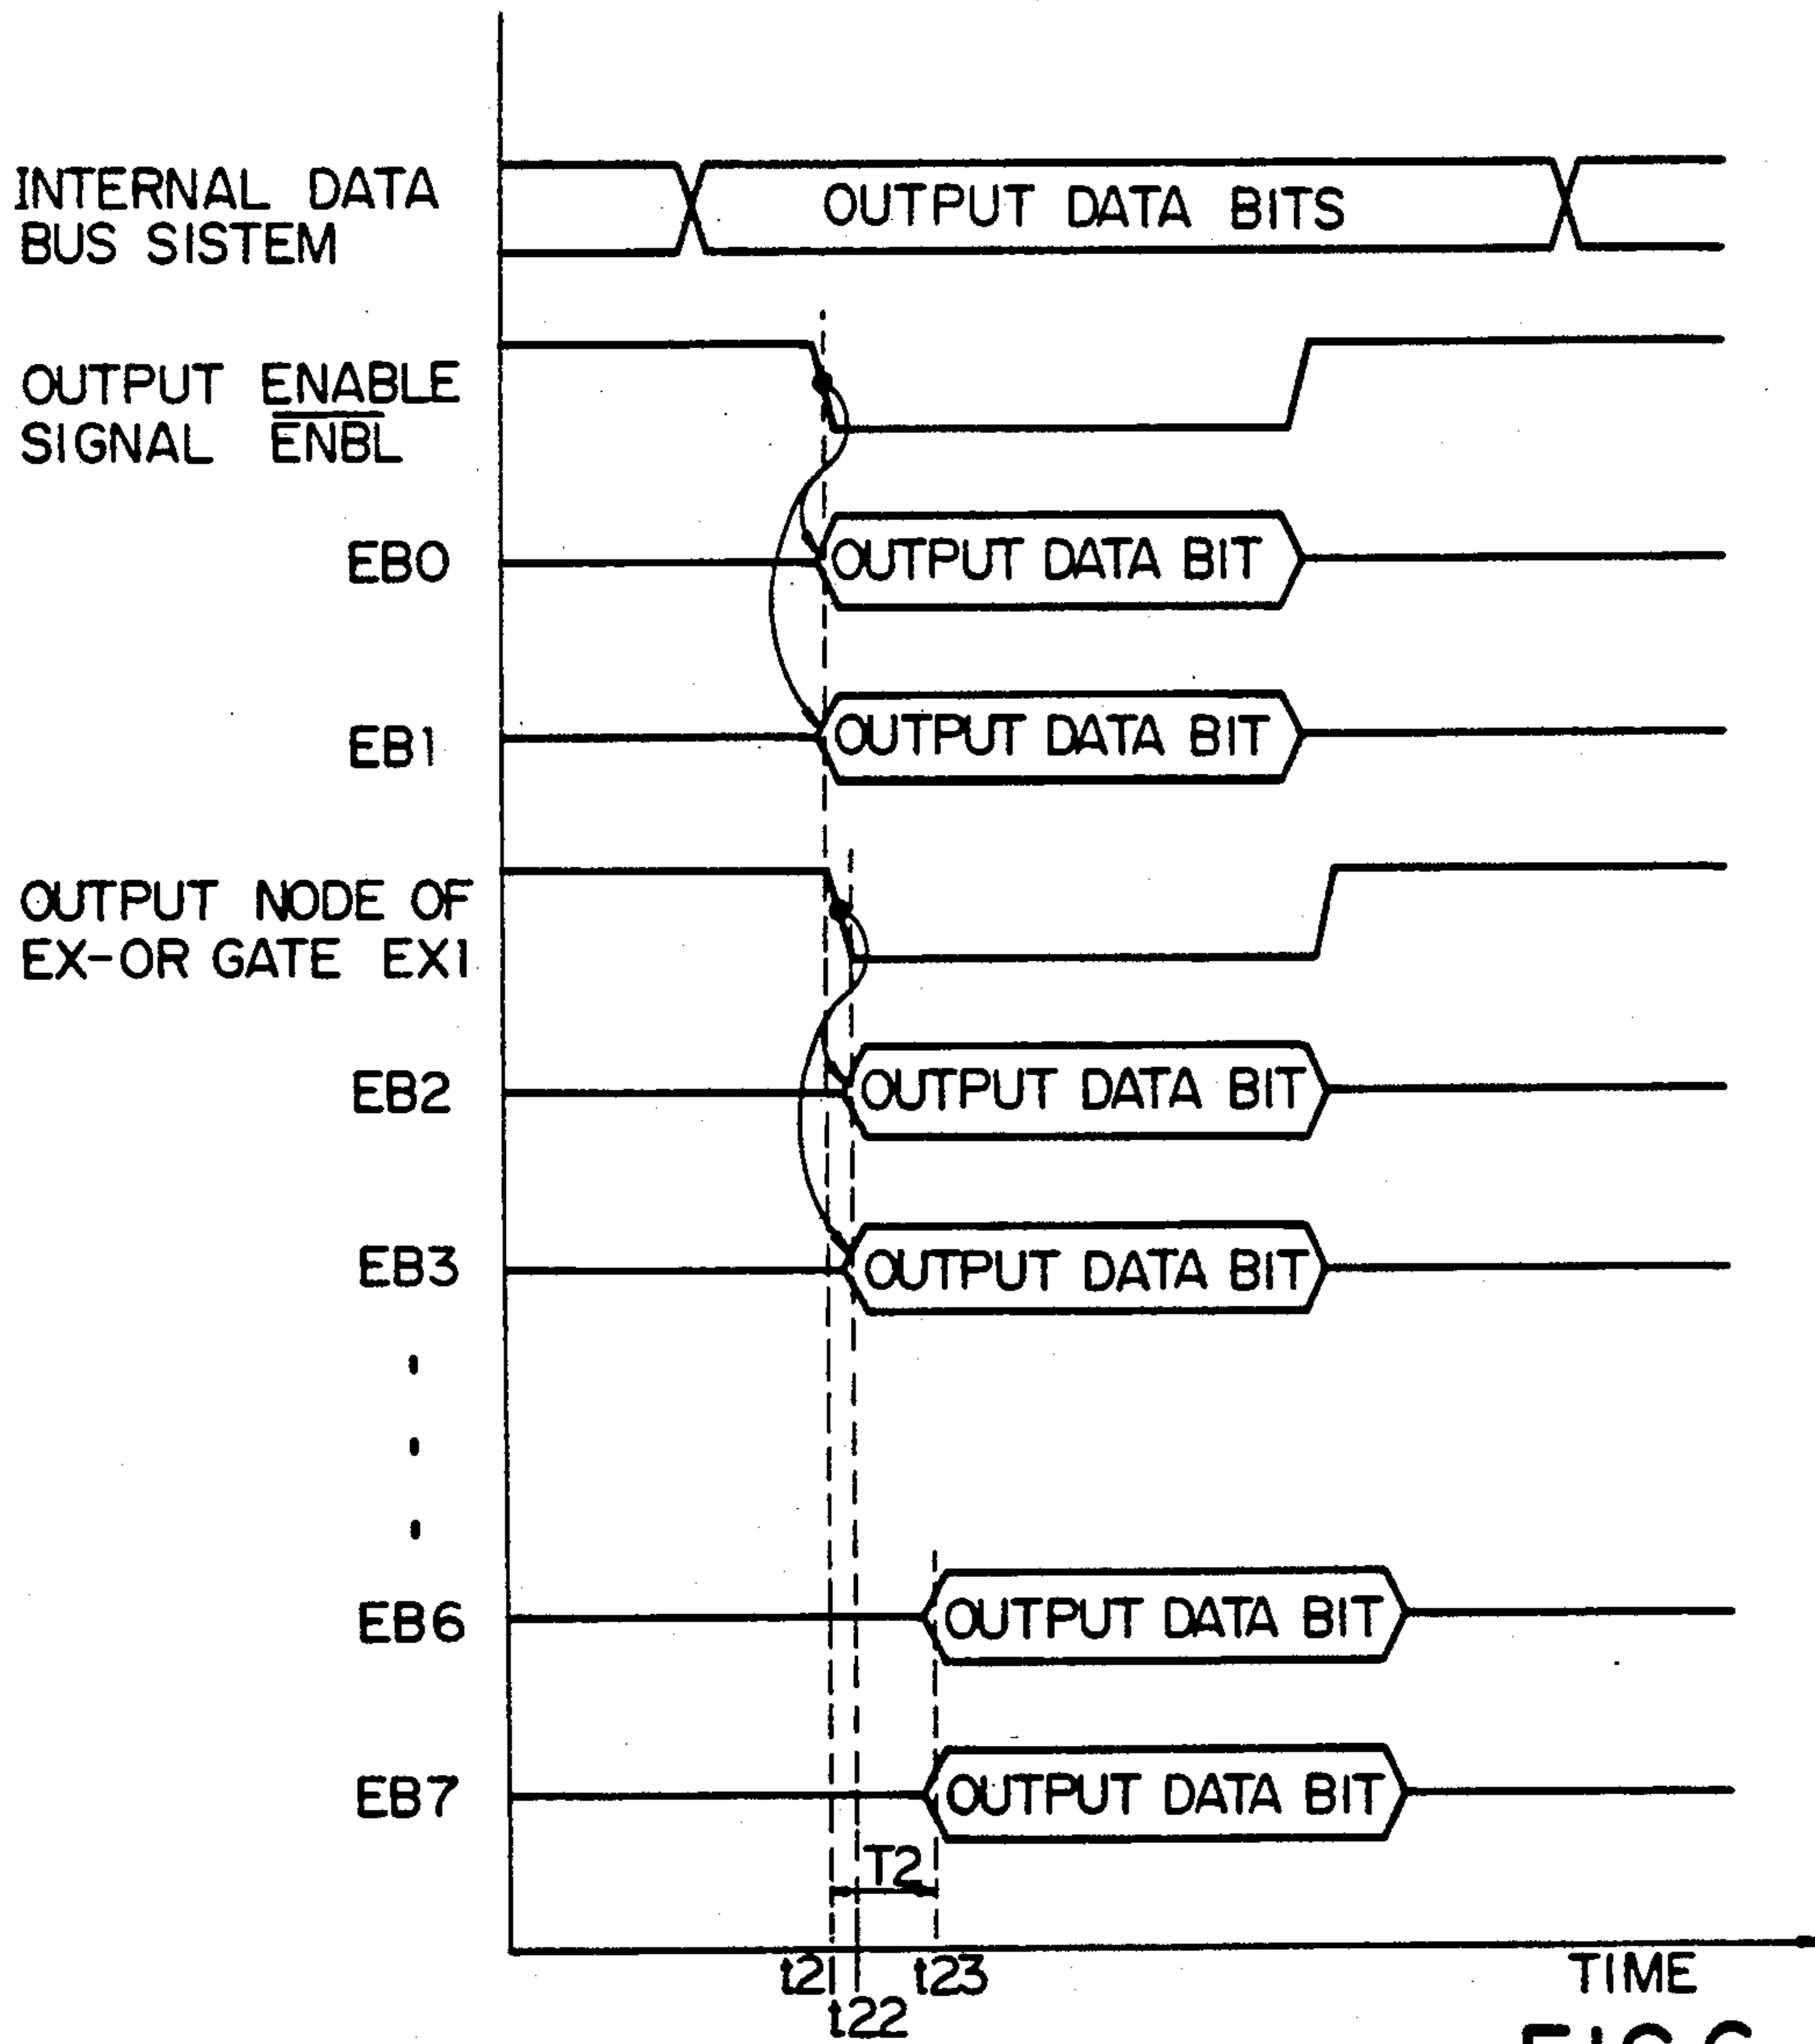 INTERNAL DATA
BUS SISTEM
OUTPUT DATA BITS
OUTPUT ENABLE
SIGNAL ENBL
EB0
OUTPUT DATA BIT
EB1
OUTPUT DATA BIT
OUTPUT NODE OF
EX-OR GATE EX1
EB2
OUTPUT DATA BIT
EB3
OUTPUT DATA BIT
EB6
OUTPUT DATA BIT
EB7
OUTPUT DATA BIT
T2
t21
t22
t23
TIME